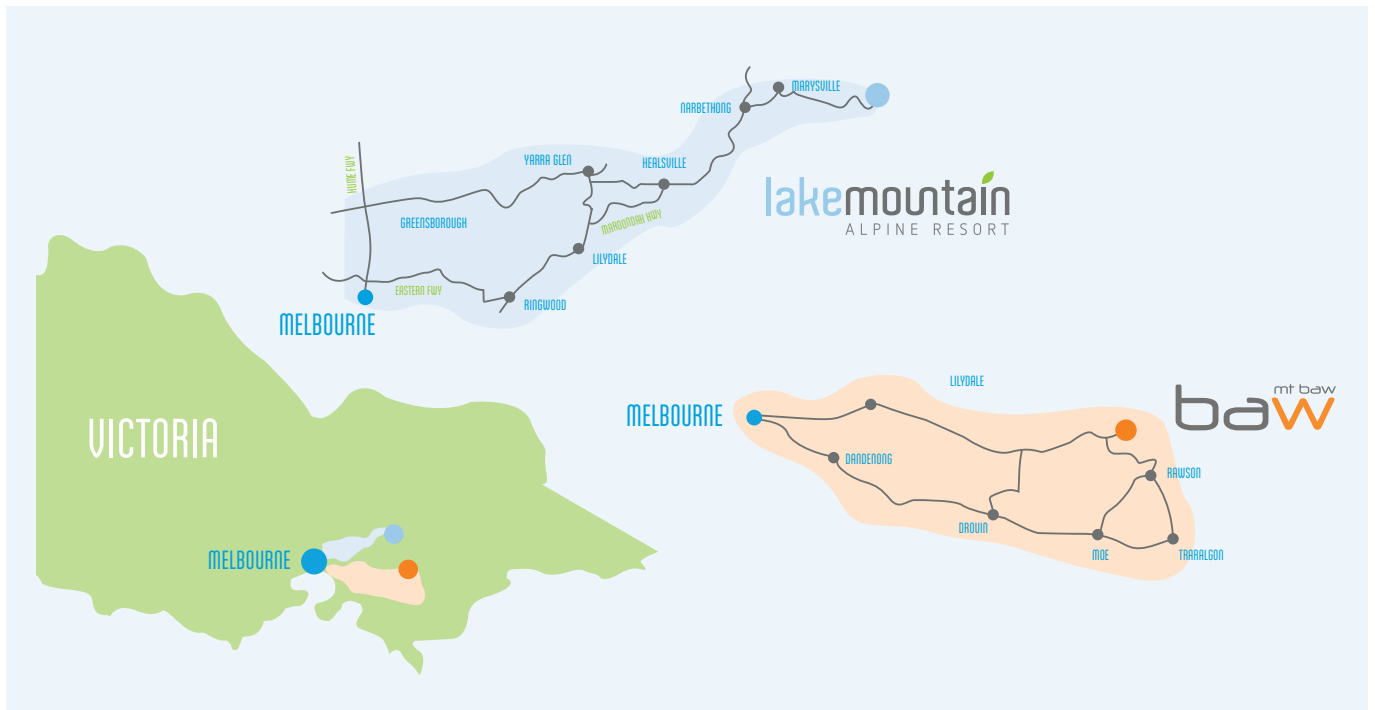 MARYSVILLE
NARBETHONG
HUME FWY
YARRA GLEN
HEALSVILLE
GREENSBOROUGH
MAROONDAH HWY
LILYDALE
EASTERN FWY
RINGWOOD
MELBOURNE
lakemountain
ALPINE RESORT
VICTORIA
MELBOURNE
MELBOURNE
LILYDALE
DANDENONG
DROUIN
MOE
RAWSON
TRARALGON
mt baw
baw